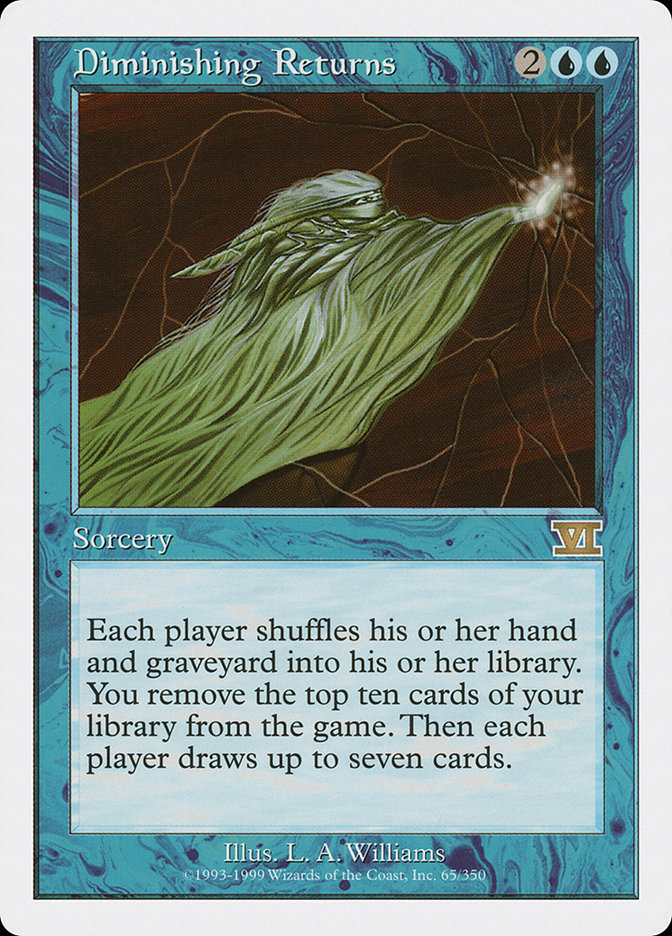 Diminishing Returns 2
Sorcery VI
Each player shuffles his or her hand
and graveyard into his or her library.
You remove the top ten cards of your
library from the game. Then each
player draws up to seven cards.
Illus. L. A. Williams
©1993-1999 Wizards of the Coast, Inc. 65/350